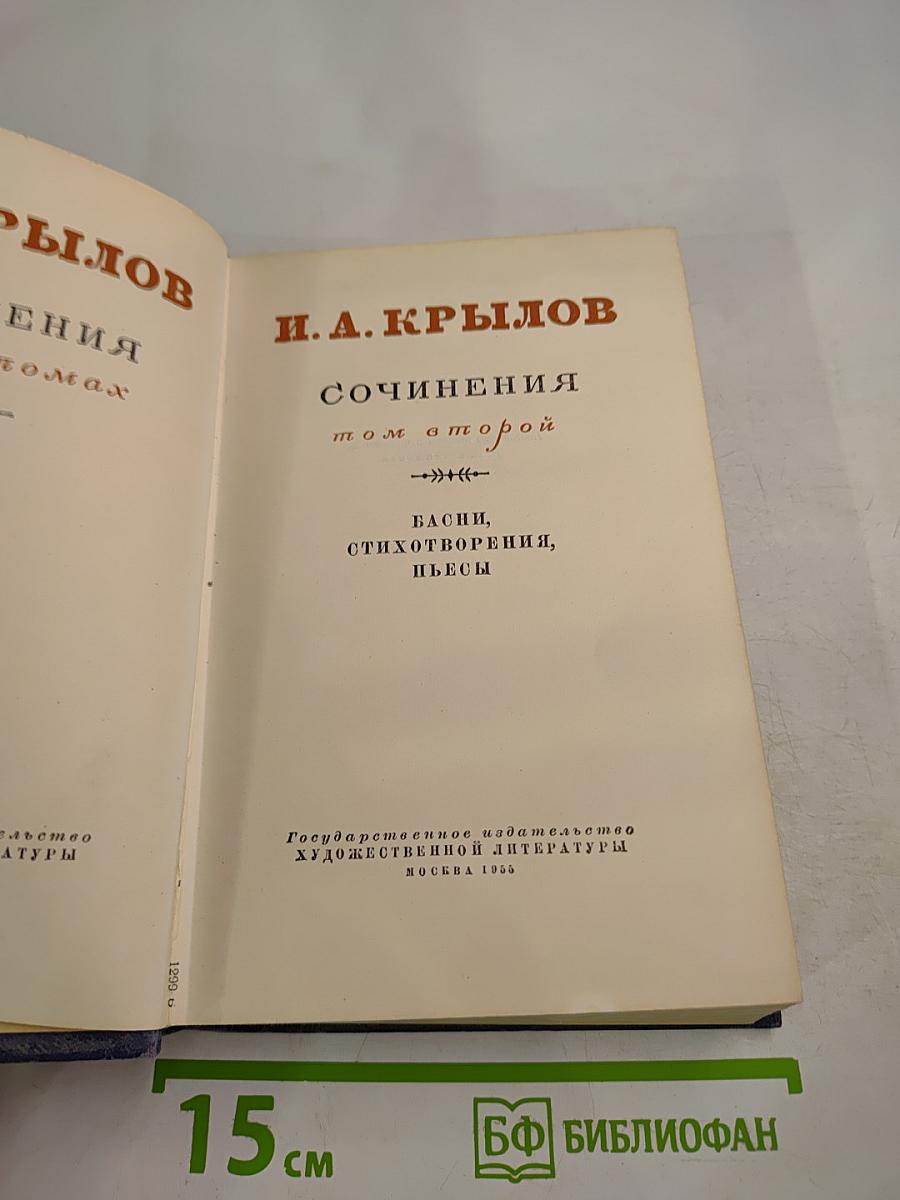 РЫЛОВ
ЕНИЯ
томах
ельство
АТУРЫ
1299 6
И. А. КРЫЛОВ
СОЧИНЕНИЯ
том второй
БАСНИ,
СТИХОТВОРЕНИЯ,
ПЬЕСЫ
Государственное издательство
ХУДОЖЕСТВЕННОЙ ЛИТЕРАТУРЫ
МОСКВА 1955
15 см
БФ БИБЛИОФАН